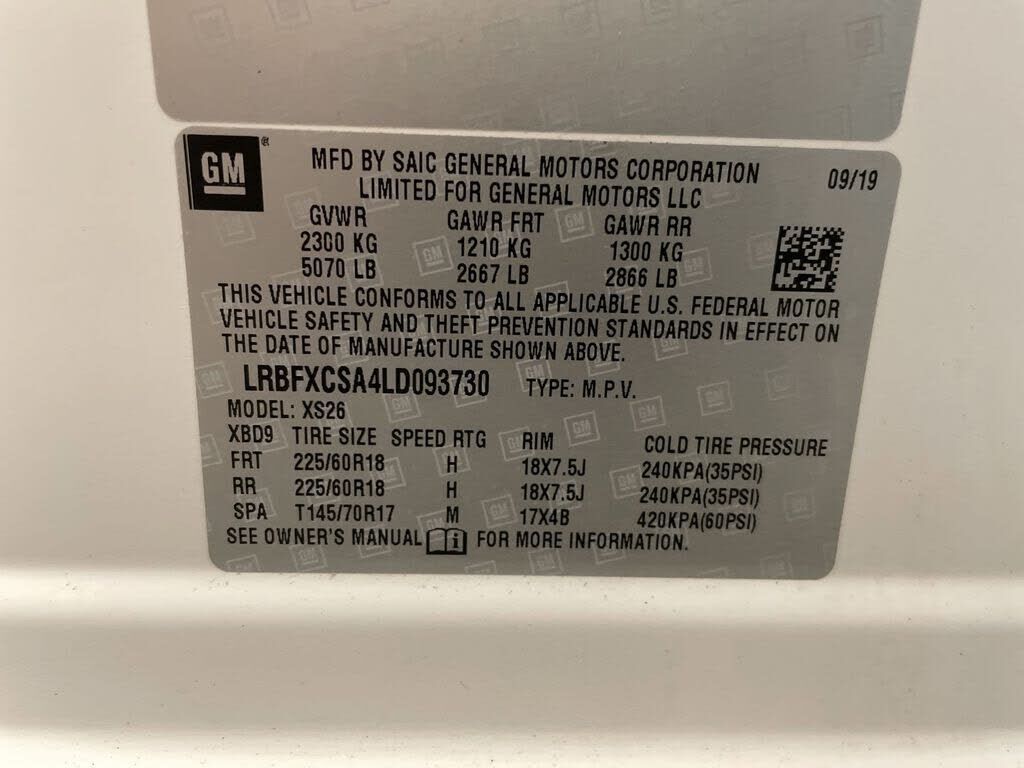 GM ®
MFD BY SAIC GENERAL MOTORS CORPORATION
LIMITED FOR GENERAL MOTORS LLC
09/19
GVWR GAWR FRT GAWR RR
2300 KG 1210 KG 1300 KG
5070 LB 2667 LB 2866 LB
THIS VEHICLE CONFORMS TO ALL APPLICABLE U.S. FEDERAL MOTOR
VEHICLE SAFETY AND THEFT PREVENTION STANDARDS IN EFFECT ON
THE DATE OF MANUFACTURE SHOWN ABOVE.
LRBFXCSA4LD093730 TYPE: M.P.V.
MODEL: XS26
XBD9 TIRE SIZE SPEED RTG RIM COLD TIRE PRESSURE
FRT 225/60R18 H 18X7.5J 240KPA(35PSI)
RR 225/60R18 H 18X7.5J 240KPA(35PSI)
SPA T145/70R17 M 17X4B 420KPA(60PSI)
SEE OWNER'S MANUAL i FOR MORE INFORMATION.